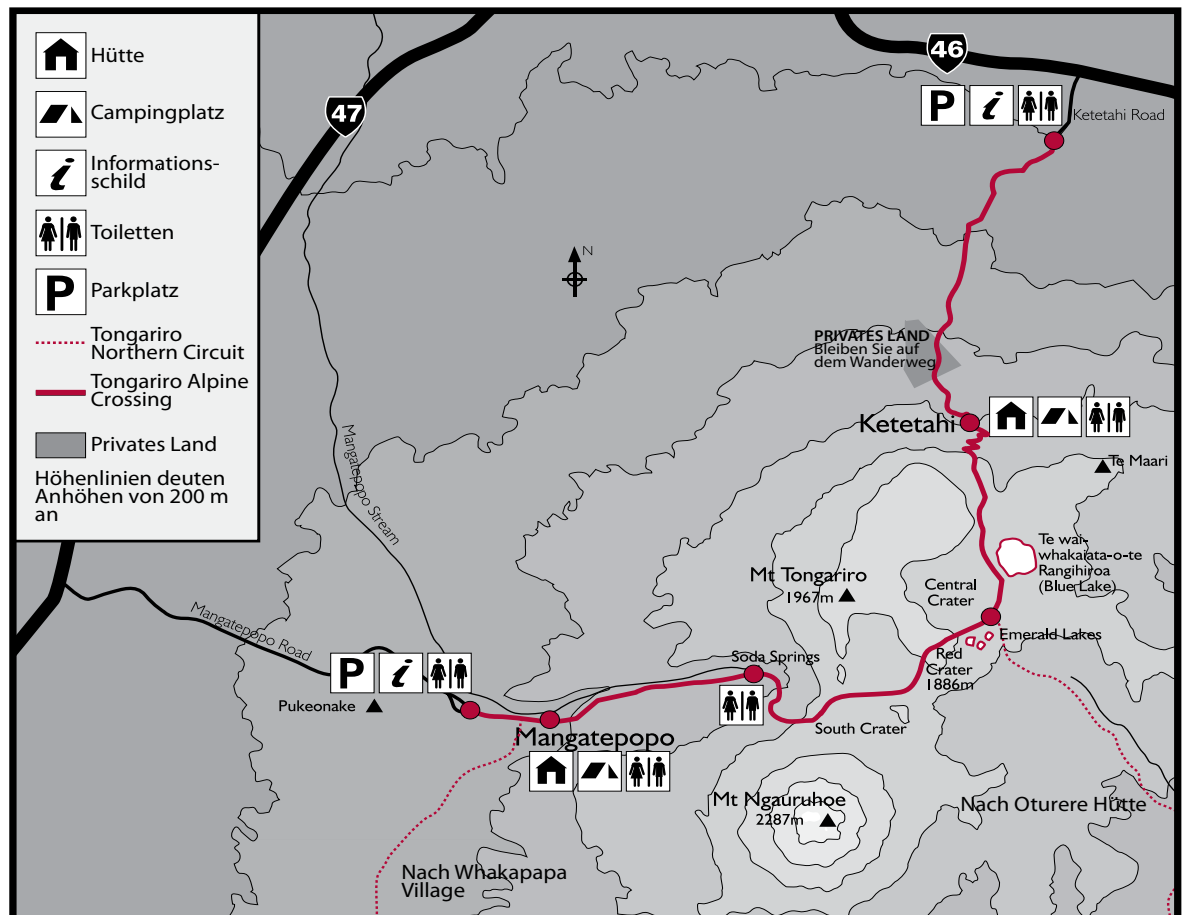 Hütte
Campingplatz
Informations-
schild
Toiletten
P
Parkplatz
Tongariro
Northern Circuit
Tongariro Alpine
Crossing
Privates Land
Höhenlinien deuten
Anhöhen von 200 m
an
47
46
P
i
Ketetahi Road
N
PRIVATES LAND
Bleiben Sie auf
dem Wanderweg
Ketetahi
Te Maari
Mangatepopo Stream
Te wai-
whakaiata-o-te
Rangihiroa
(Blue Lake)
Mt Tongariro
1967m
Central
Crater
Emerald Lakes
Red
Crater
1886m
Mangatepopo Road
Soda Springs
P
i
Pukeonake
Mangatepopo
South Crater
Mt Ngauruhoe
2287m
Nach Oturere Hütte
Nach Whakapapa
Village